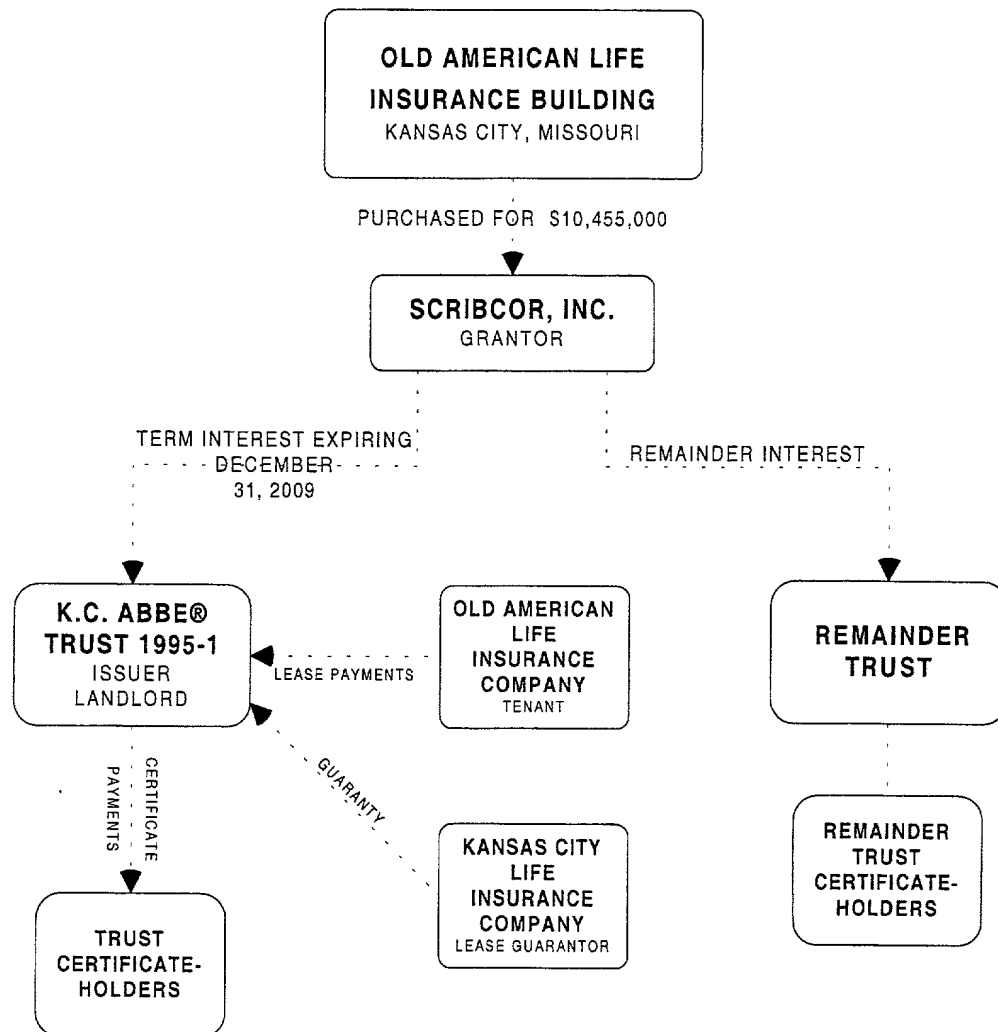 OLD AMERICAN LIFE
INSURANCE BUILDING
KANSAS CITY, MISSOURI
PURCHASED FOR $10,455,000
SCRIBCOR, INC.
GRANTOR
TERM INTEREST EXPIRING
DECEMBER
31, 2009
REMAINDER INTEREST
K.C. ABBE®
TRUST 1995-1
ISSUER
LANDLORD
LEASE PAYMENTS
OLD AMERICAN
LIFE
INSURANCE
COMPANY
TENANT
REMAINDER
TRUST
CERTIFICATE
PAYMENTS
GUARANTY
KANSAS CITY
LIFE
INSURANCE
COMPANY
LEASE GUARANTOR
REMAINDER
TRUST
CERTIFICATE-
HOLDERS
TRUST
CERTIFICATE-
HOLDERS